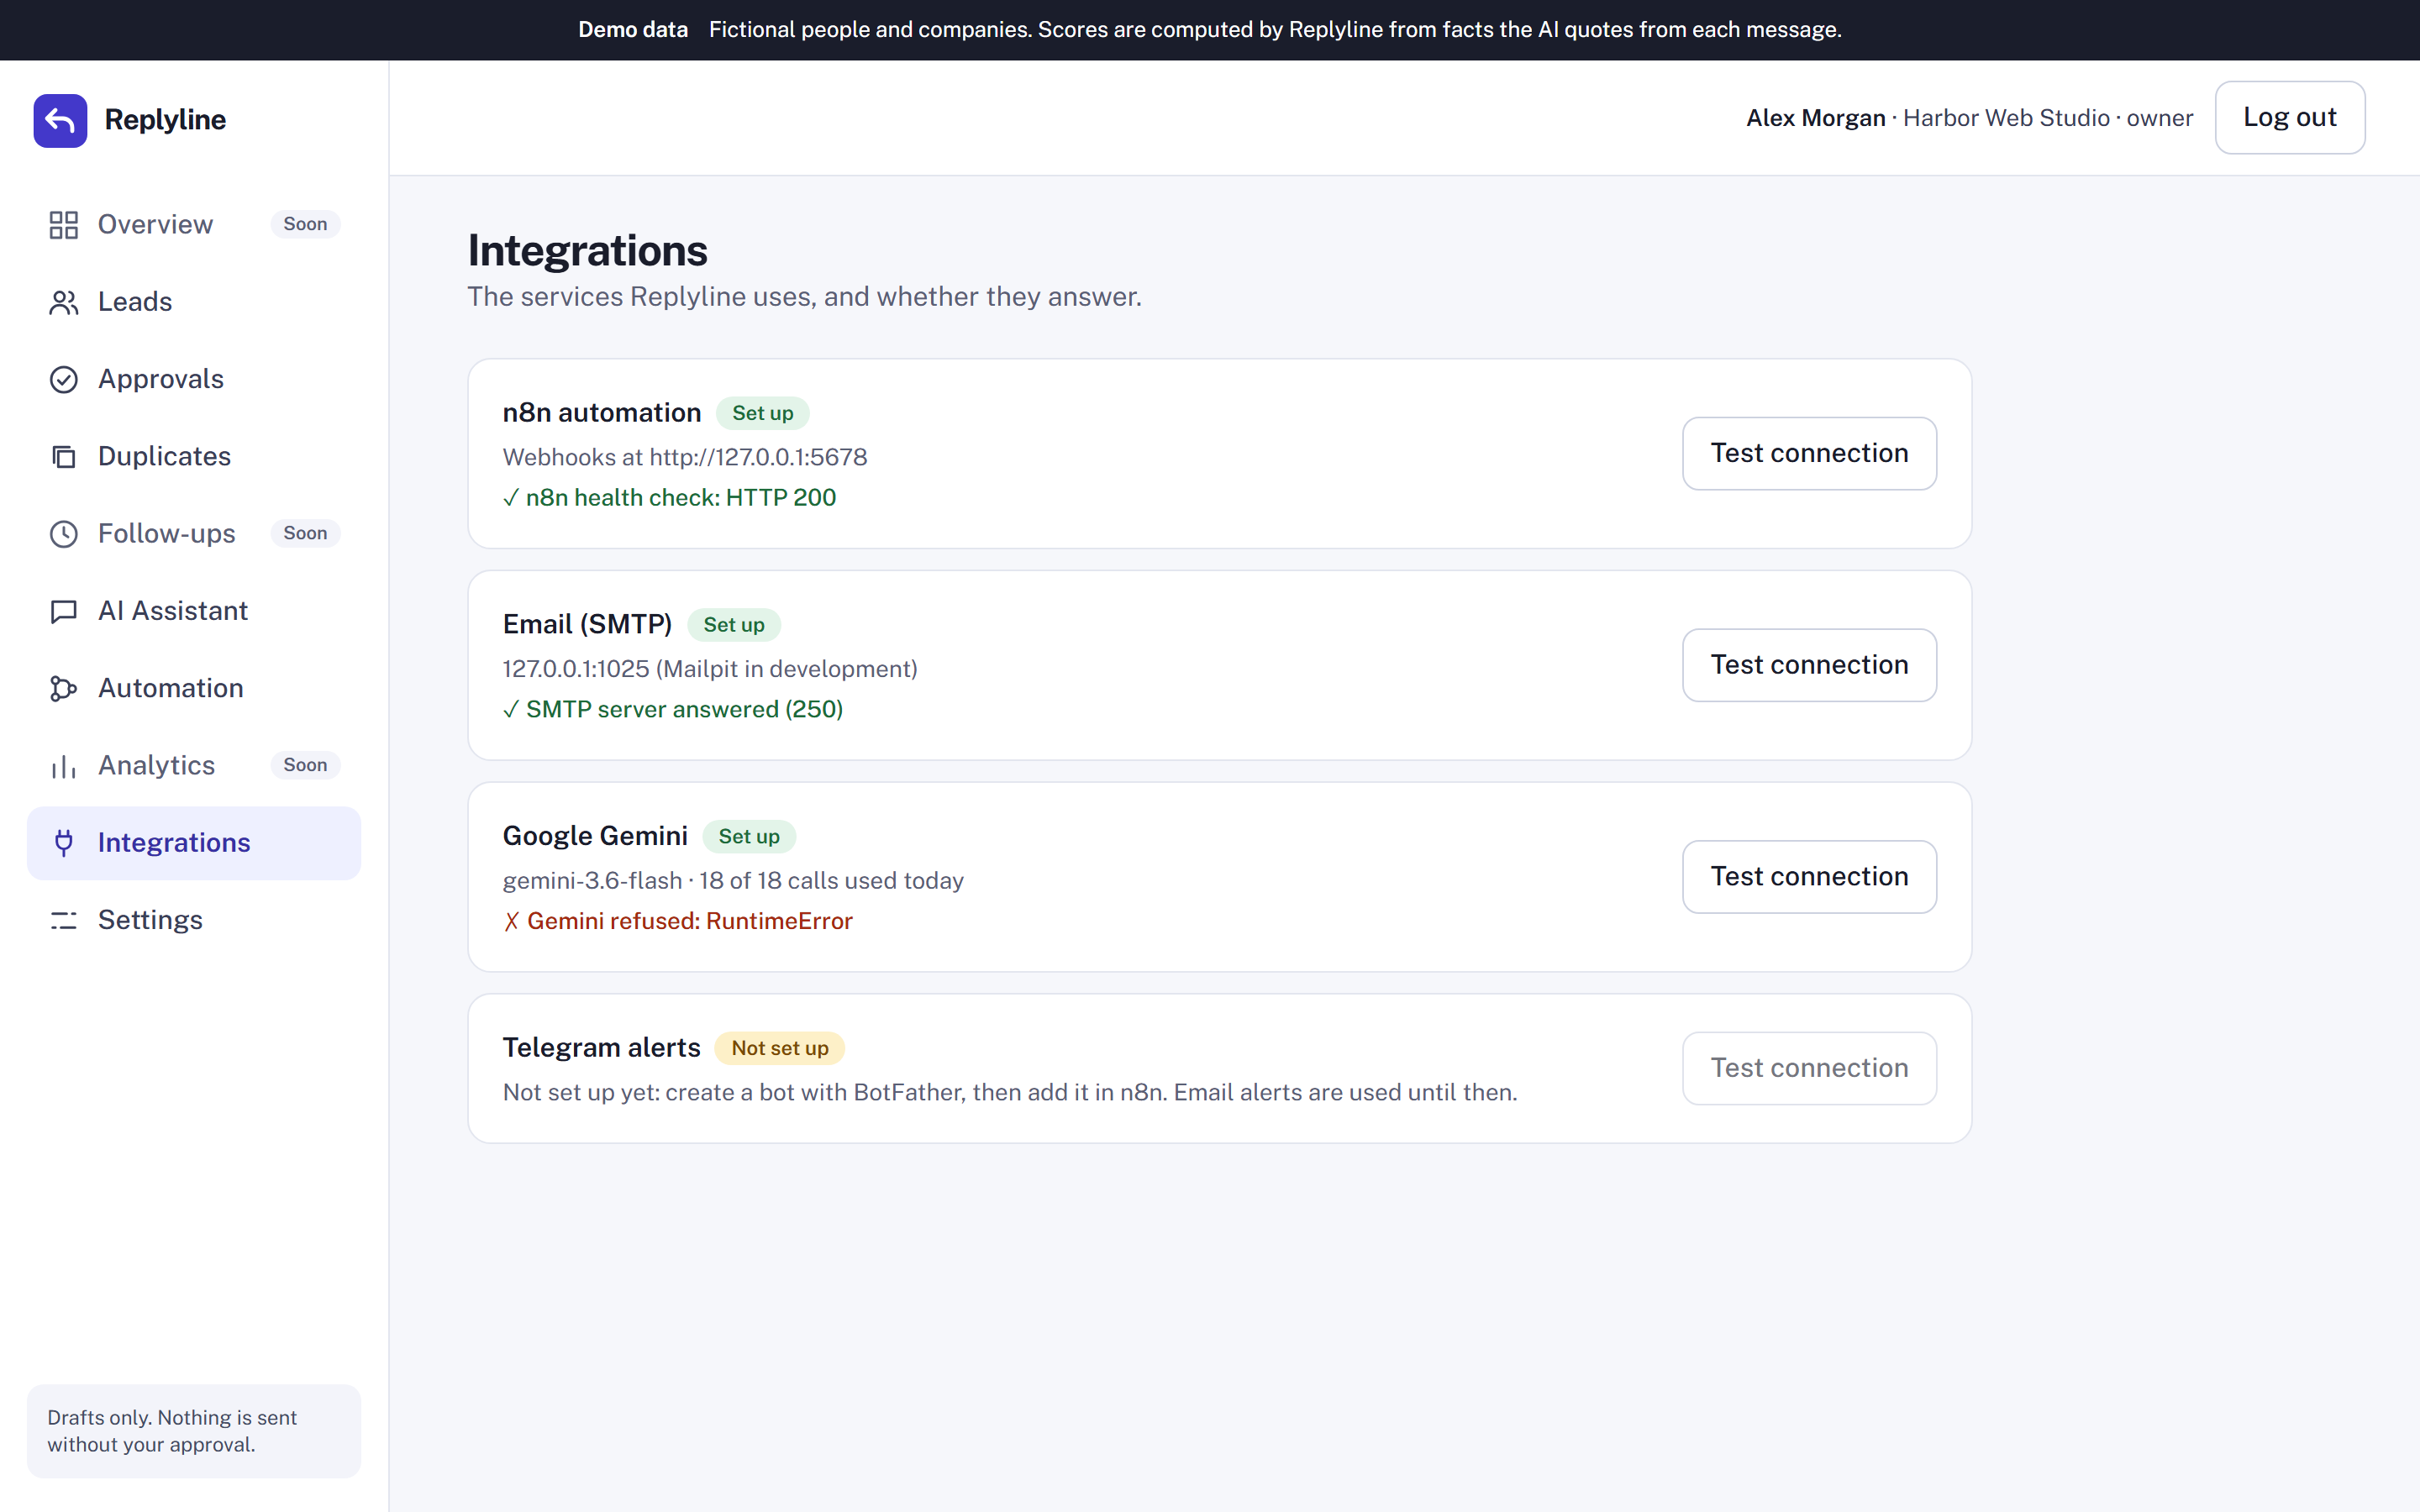 Demo data Fictional people and companies. Scores are computed by Replyline from facts the AI quotes from each message.
Replyline
Alex Morgan · Harbor Web Studio · owner
Log out
Overview Soon
Leads
Approvals
Duplicates
Follow-ups Soon
AI Assistant
Automation
Analytics Soon
Integrations
Settings
Drafts only. Nothing is sent
without your approval.
Integrations
The services Replyline uses, and whether they answer.
n8n automation Set up
Webhooks at http://127.0.0.1:5678
✓ n8n health check: HTTP 200
Test connection
Email (SMTP) Set up
127.0.0.1:1025 (Mailpit in development)
✓ SMTP server answered (250)
Test connection
Google Gemini Set up
gemini-3.6-flash · 18 of 18 calls used today
✗ Gemini refused: RuntimeError
Test connection
Telegram alerts Not set up
Not set up yet: create a bot with BotFather, then add it in n8n. Email alerts are used until then.
Test connection